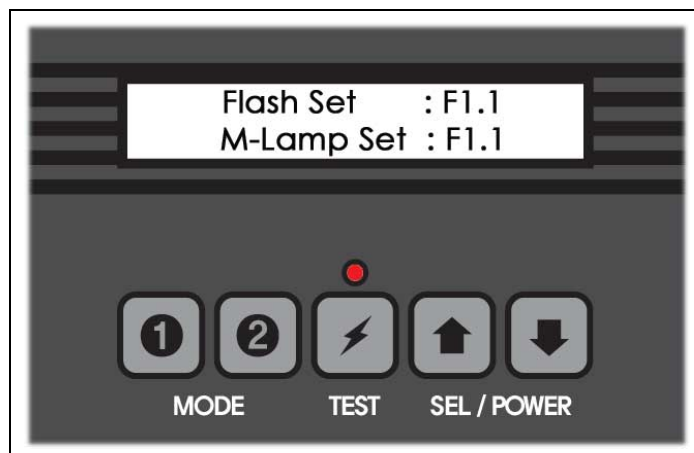 Flash Set : F1.1
M-Lamp Set : F1.1
1 2
MODE TEST SEL / POWER